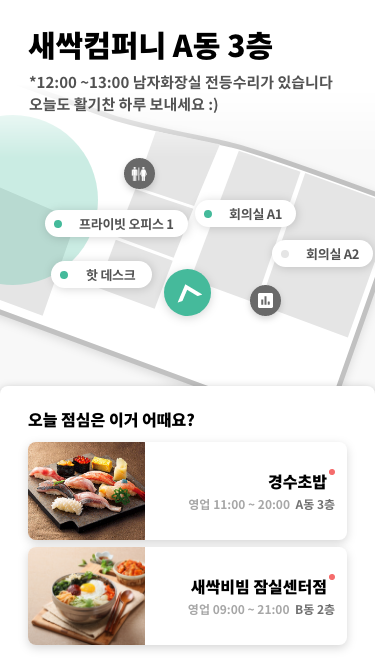 새싹컴퍼니 A동 3층
*12:00 ~13:00 남자화장실 전등수리가 있습니다
오늘도 활기찬 하루 보내세요 :)
회의실 A1
프라이빗 오피스 1
회의실 A2
핫 데스크
오늘 점심은 이거 어때요?
경수초밥
영업 11:00 ~ 20:00 A동 3층
새싹비빔 잠실센터점
영업 09:00 ~ 21:00 B동 2층